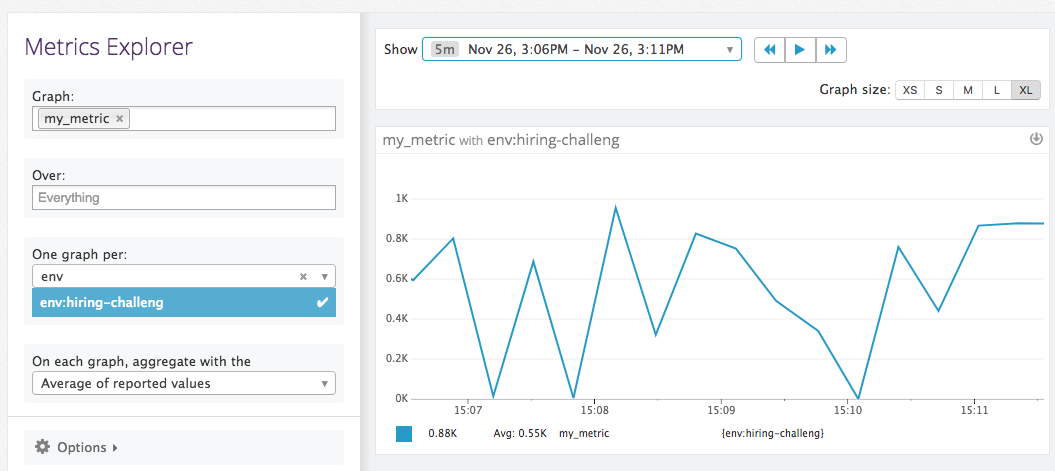 Metrics Explorer
Graph:
my_metric ×
Over:
Everything
One graph per:
env ×
env:hiring-challeng
On each graph, aggregate with the
Average of reported values
Options
Show 5m Nov 26, 3:06PM – Nov 26, 3:11PM
Graph size: XS S M L XL
my_metric with env:hiring-challeng
1K
0.8K
0.6K
0.4K
0.2K
0K
15:07 15:08 15:09 15:10 15:11
0.88K Avg: 0.55K my_metric {env:hiring-challeng}